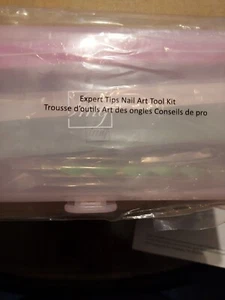 Expert Tips Nail Art Tool Kit
Trousse d'outils Art des ongles Conseils de pro